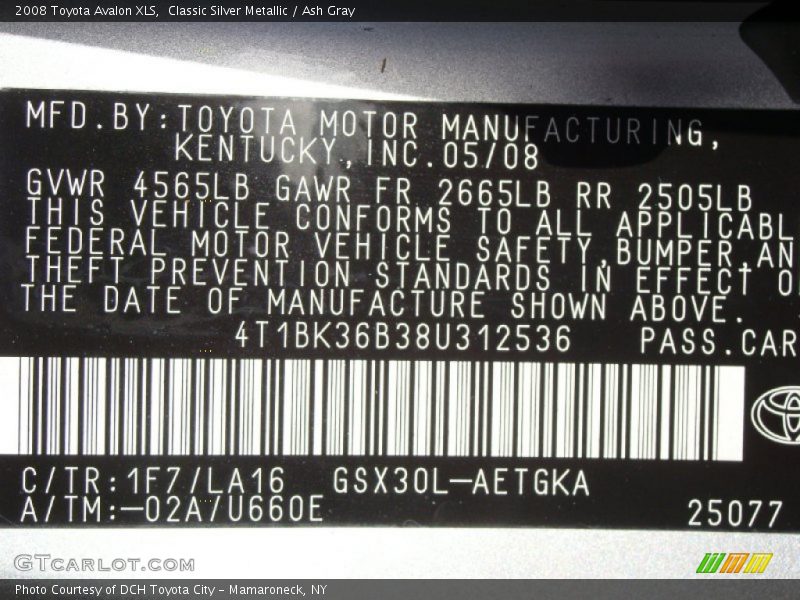 2008 Toyota Avalon XLS,  Classic Silver Metallic / Ash Gray
MFD.BY:TOYOTA MOTOR MANUFACTURING,
KENTUCKY,INC.05/08
GVWR 4565LB GAWR FR 2665LB RR 2505LB
THIS VEHICLE CONFORMS TO ALL APPLICABL
FEDERAL MOTOR VEHICLE SAFETY,BUMPER,AN
THEFT PREVENTION STANDARDS IN EFFECT O
THE DATE OF MANUFACTURE SHOWN ABOVE.
4T1BK36B38U312536 PASS.CAR
C/TR:1F7/LA16 GSX30L-AETGKA
A/TM:-02A/U660E 25077
GTCARLOT.COM
Photo Courtesy of DCH Toyota City – Mamaroneck, NY